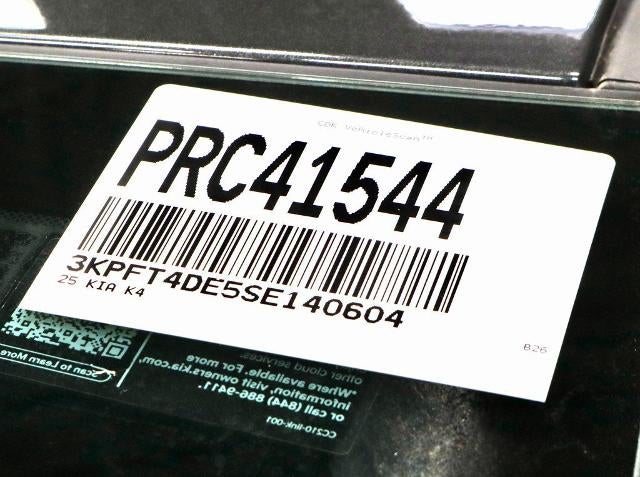 CDK VehicleScan™
PRC41544
3KPFT4DE5SE140604
25 KIA K4
B26
Scan to Learn More
other cloud services.
*Where available. For more
information, visit owners.kia.com,
or call (844) 886-9411.
CC210-link-001